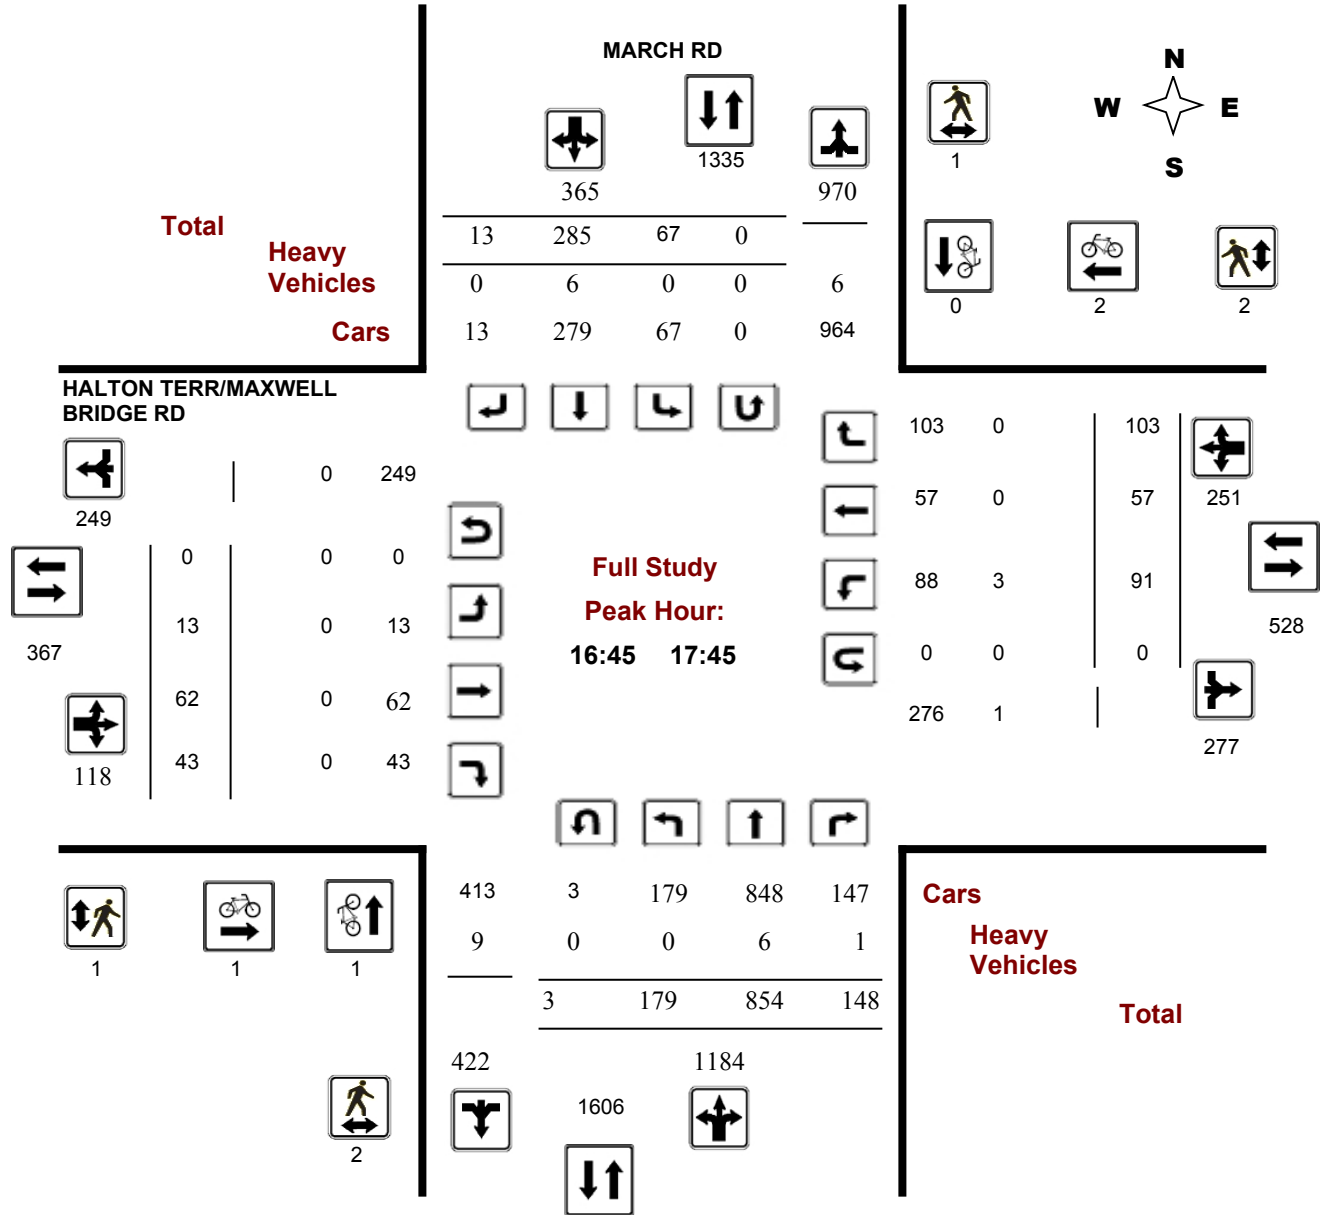 MARCH RD
N
W E
S
1335
1
365
970
Total
13 285 67 0
Heavy
Vehicles
0 6 0 0 6
0 2 2
Cars
13 279 67 0 964
HALTON TERR/MAXWELL
BRIDGE RD
103 0 103
0 249
57 0 57
251
249
0 0 0
Full Study
88 3 91
Peak Hour:
13 0 13
528
367
16:45 17:45
0 0 0
62 0 62
276 1
277
43 0 43
118
413 3 179 848 147
Cars
9 0 0 6 1
Heavy
Vehicles
1 1 1
3 179 854 148
Total
422 1184
1606
2